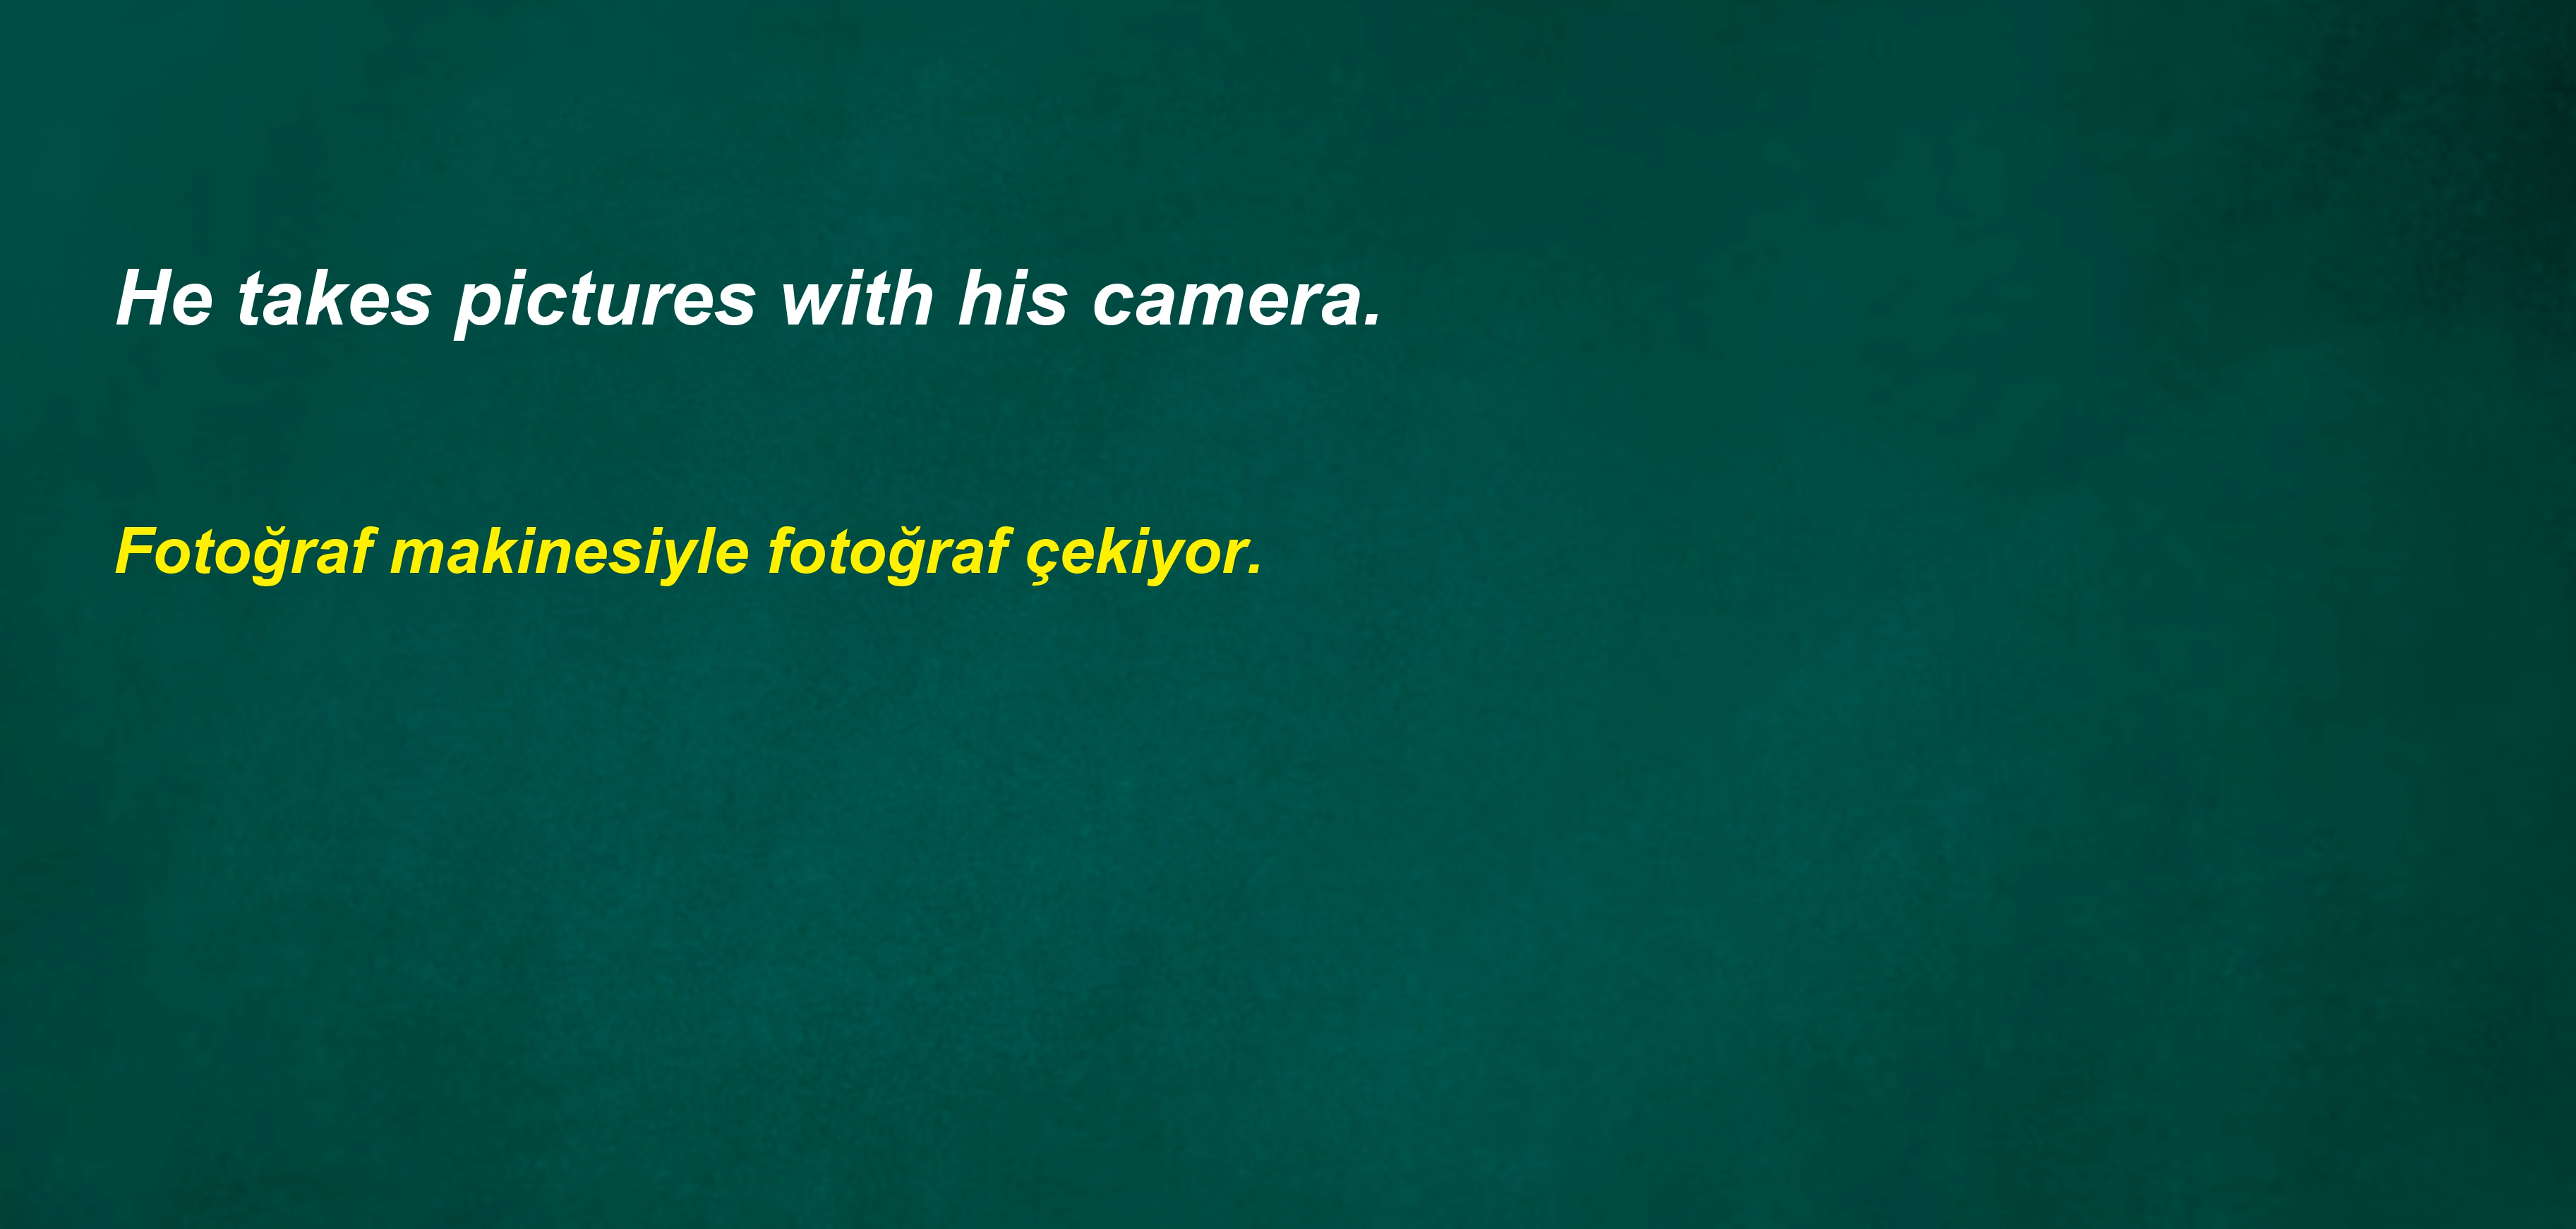 He takes pictures with his camera.
Fotoğraf makinesiyle fotoğraf çekiyor.